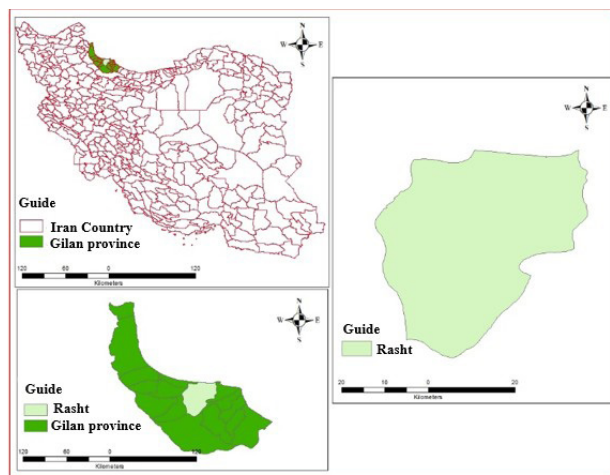 N
W E
S
Guide
Iran Country
Gilan province
120 60 0 120
Kilometers
N
W E
S
Guide
Rasht
Gilan province
120 60 0 120
Kilometers
N
W E
S
Guide
Rasht
20 10 0 20
Kilometers